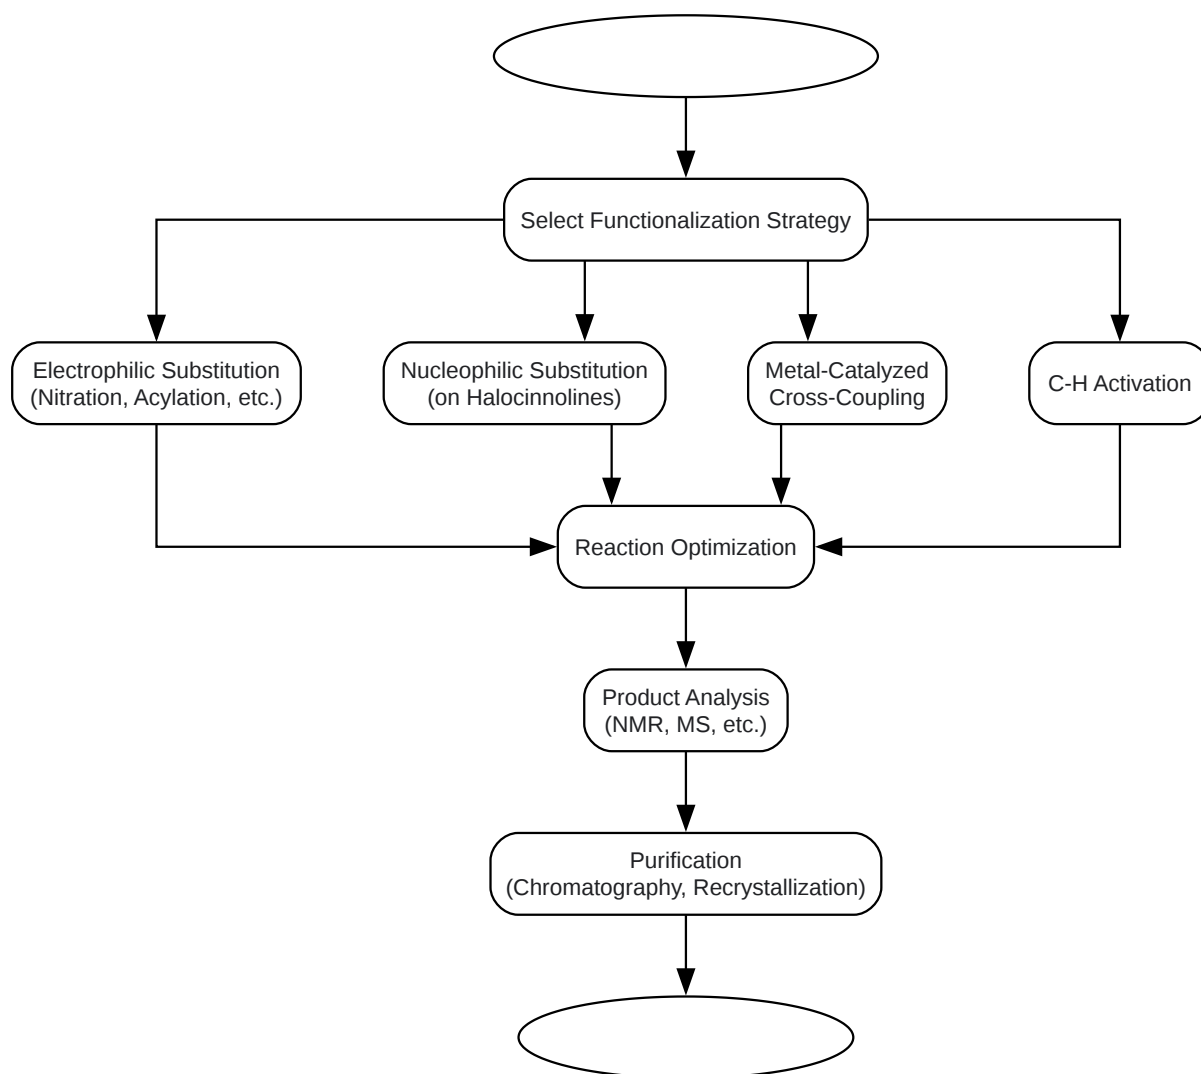 Select Functionalization Strategy
Electrophilic Substitution
(Nitration, Acylation, etc.)
Nucleophilic Substitution
(on Halocinnolines)
Metal-Catalyzed
Cross-Coupling
C-H Activation
Reaction Optimization
Product Analysis
(NMR, MS, etc.)
Purification
(Chromatography, Recrystallization)